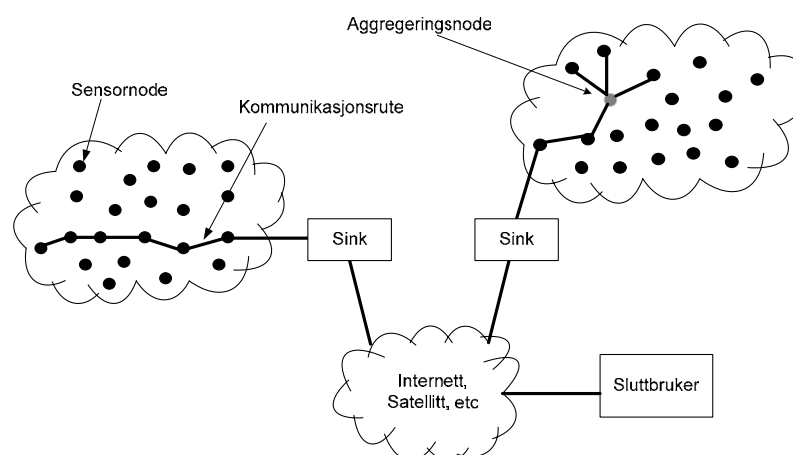 Aggregeringsnode
Sensornode
Kommunikasjonsrute
Sink
Sink
Internett,
Satellitt, etc
Sluttbruker